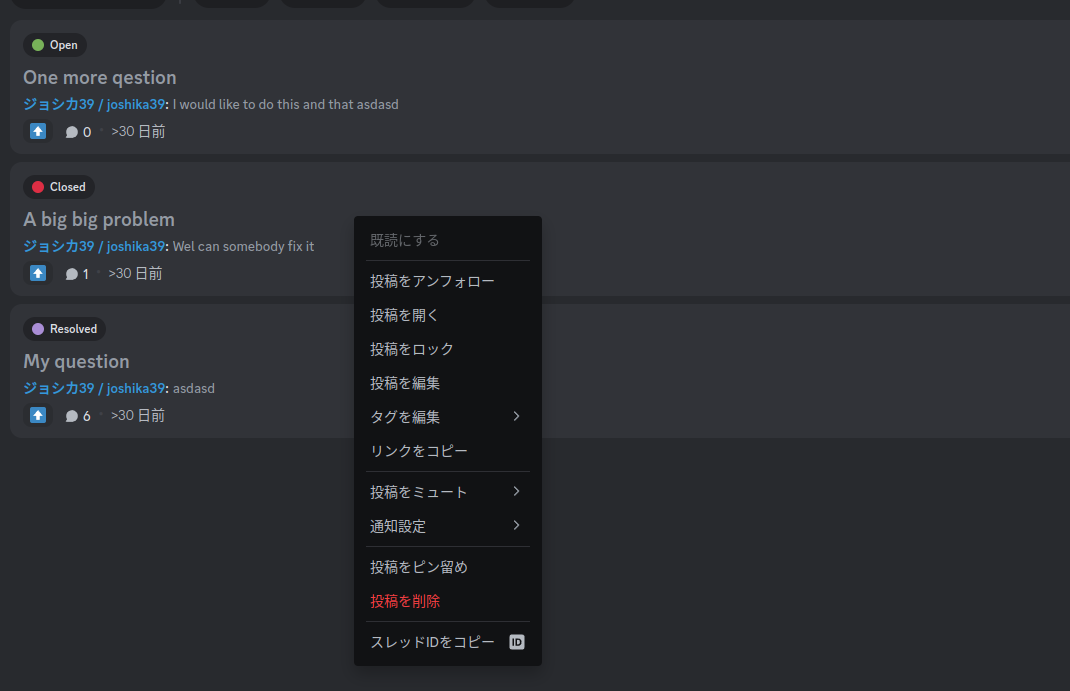 Open
One more qestion
ジョシカ39 / joshika39: I would like to do this and that asdasd
0 · >30 日前
Closed
A big big problem
ジョシカ39 / joshika39: Wel can somebody fix it
1 · >30 日前
Resolved
My question
ジョシカ39 / joshika39: asdasd
6 · >30 日前
既読にする
投稿をアンフォロー
投稿を開く
投稿をロック
投稿を編集
タグを編集
リンクをコピー
投稿をミュート
通知設定
投稿をピン留め
投稿を削除
スレッドIDをコピー ID